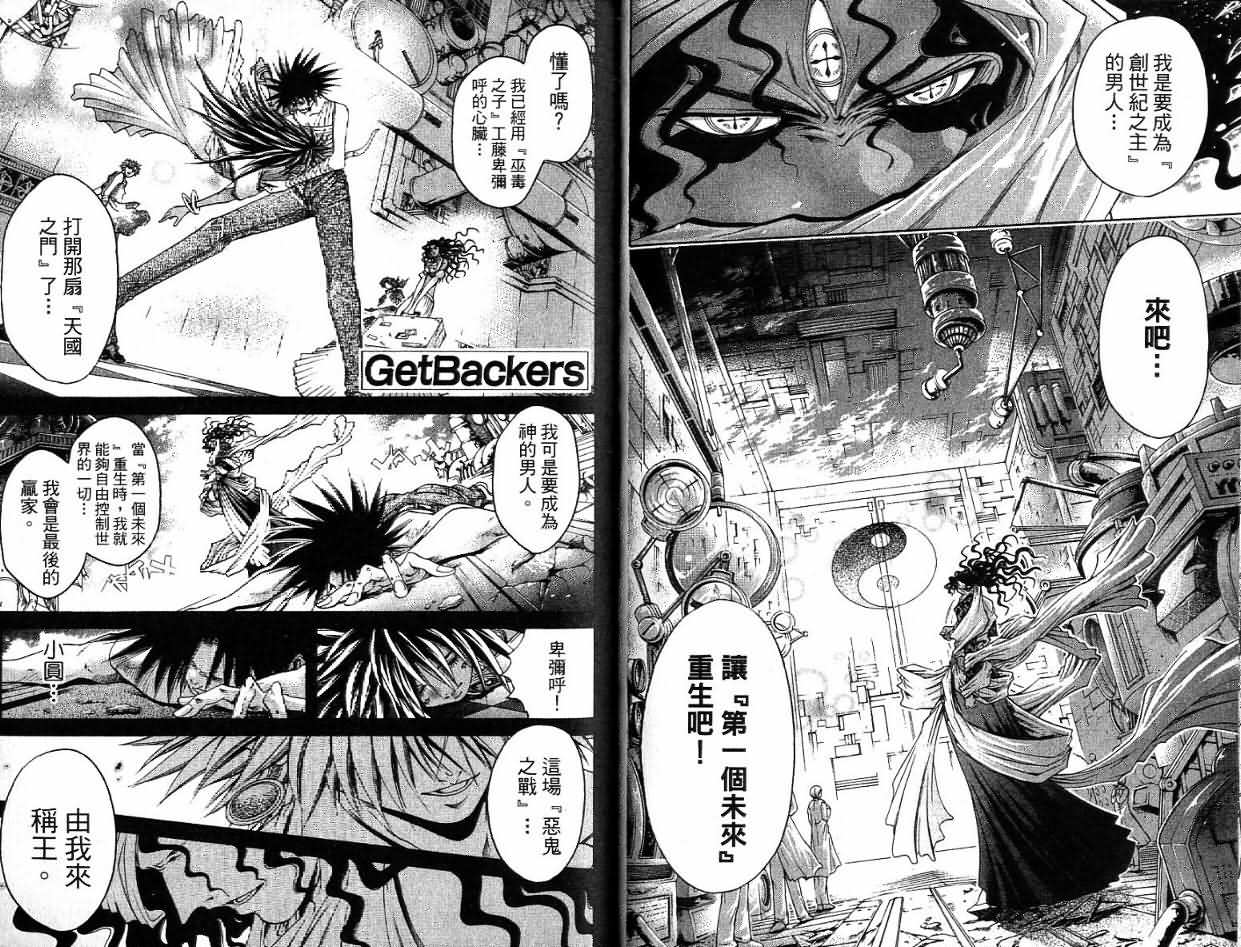 我是要成為『
創世紀之主』
的男人…
來吧…
讓『第一個未來』
重生吧！
懂了嗎？
我已經用『巫毒
之子』工藤卑彌
呼的心臟…
打開那扇『天國
之門』了…
GetBackers
我可是要成為
神的男人。
當『第一個未來
』重生時，我就
能夠自由控制世
界的一切…
我會是最後的
贏家。
卑彌呼！
小圓…
這場『惡鬼
之戰』…
由我來
稱王。